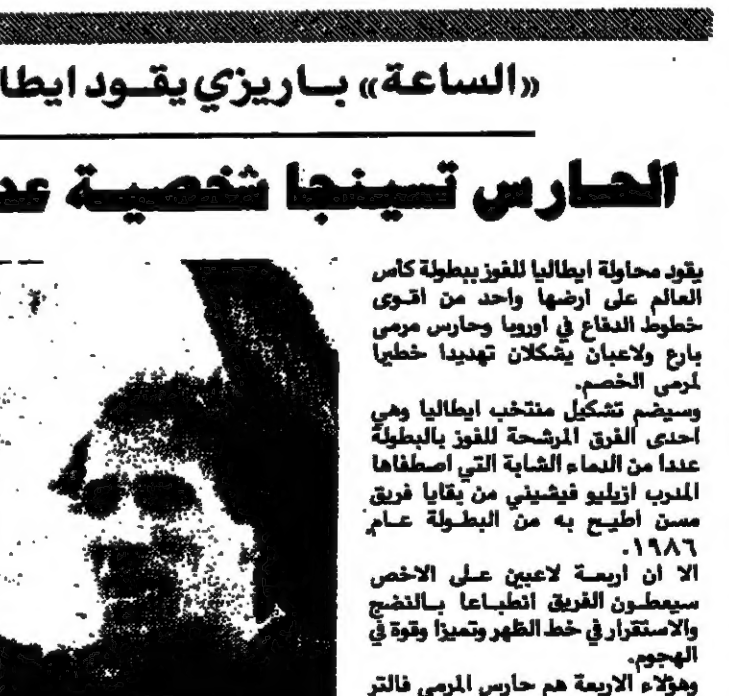 «الساعة» باريزي يقود ايطا
الحارس تسينجا شخصية عد
يقود محاولة ايطاليا للفوز ببطولة كأس
العالم على ارضها واحد من اقوى
خطوط الدفاع في اوروبا وحارس مرمى
بارع ولاعبان يشكلان تهديدا خطيرا
لمرمى الخصم.
وسيضم تشكيل منتخب ايطاليا وهي
احدى الفرق المرشحة للفوز بالبطولة
عددا من الدماء الشابة التي اصطفاها
المدرب ازيليو فيشيني من بقايا فريق
مسن اطيح به من البطولة عام
١٩٨٦.
الا ان اربعة لاعبين على الاخص
سيعطون الفريق انطباعا بالنضج
والاستقرار في خط الظهر وتميزا وقوة في
الهجوم.
وهؤلاء الاربعة هم حارس المرمى فالتر